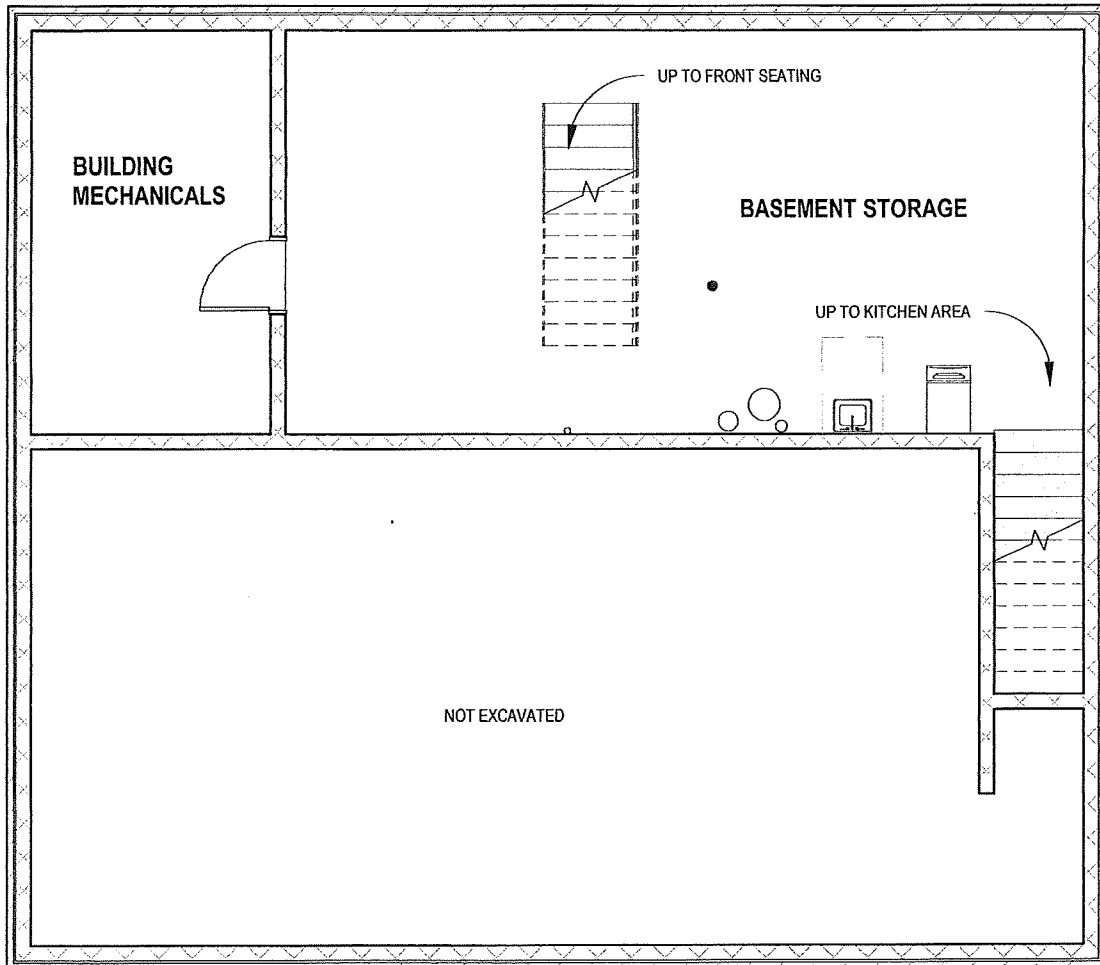 UP TO FRONT SEATING
BUILDING
MECHANICALS
BASEMENT STORAGE
UP TO KITCHEN AREA
NOT EXCAVATED